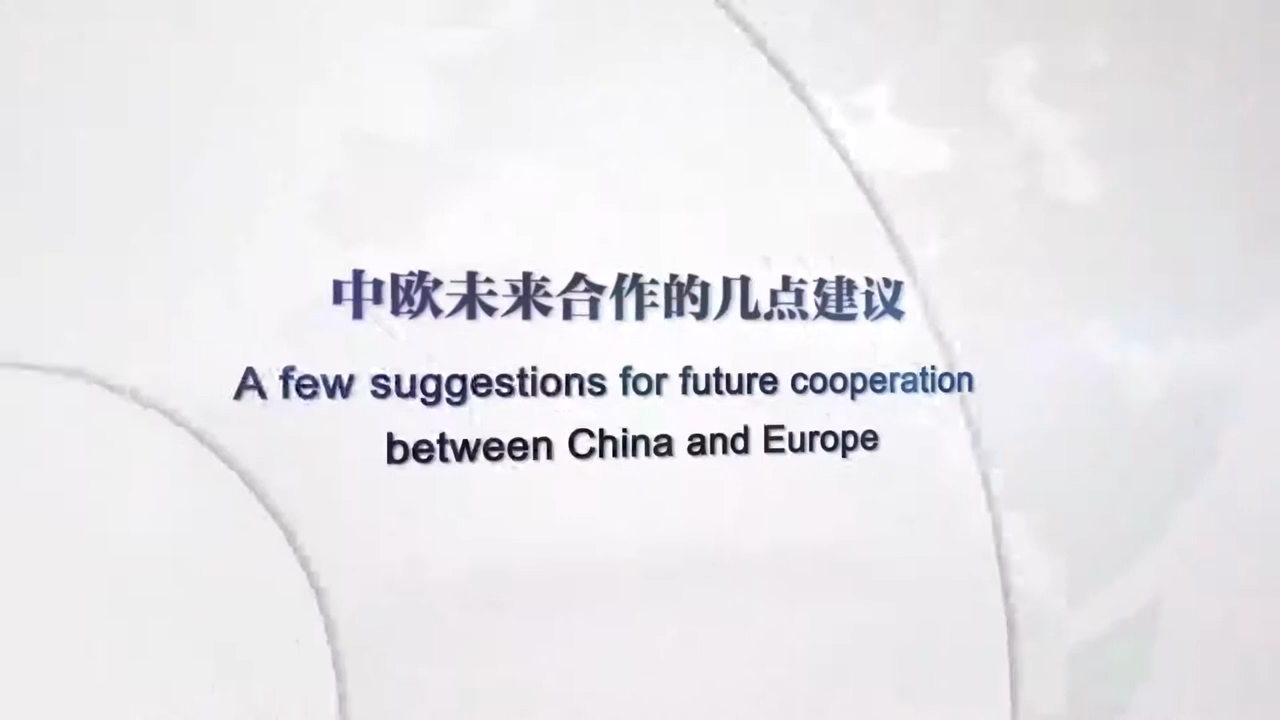 中欧未来合作的几点建议
A few suggestions for future cooperation
between China and Europe